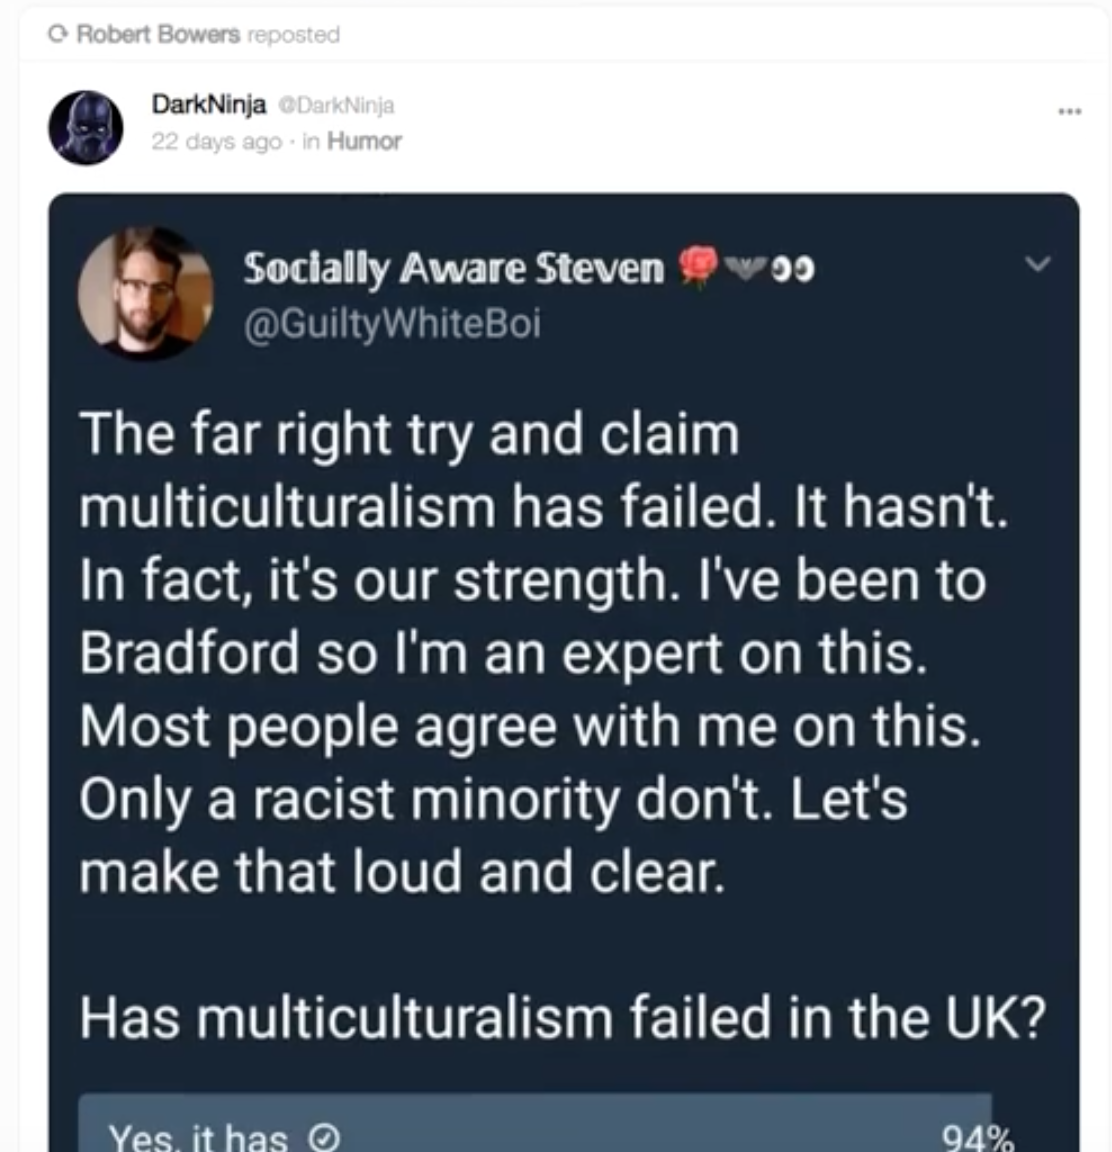 Robert Bowers reposted
DarkNinja @DarkNinja
22 days ago · in Humor
Socially Aware Steven 🌹👀
@GuiltyWhiteBoi
The far right try and claim
multiculturalism has failed. It hasn't.
In fact, it's our strength. I've been to
Bradford so I'm an expert on this.
Most people agree with me on this.
Only a racist minority don't. Let's
make that loud and clear.
Has multiculturalism failed in the UK?
Yes, it has 94%